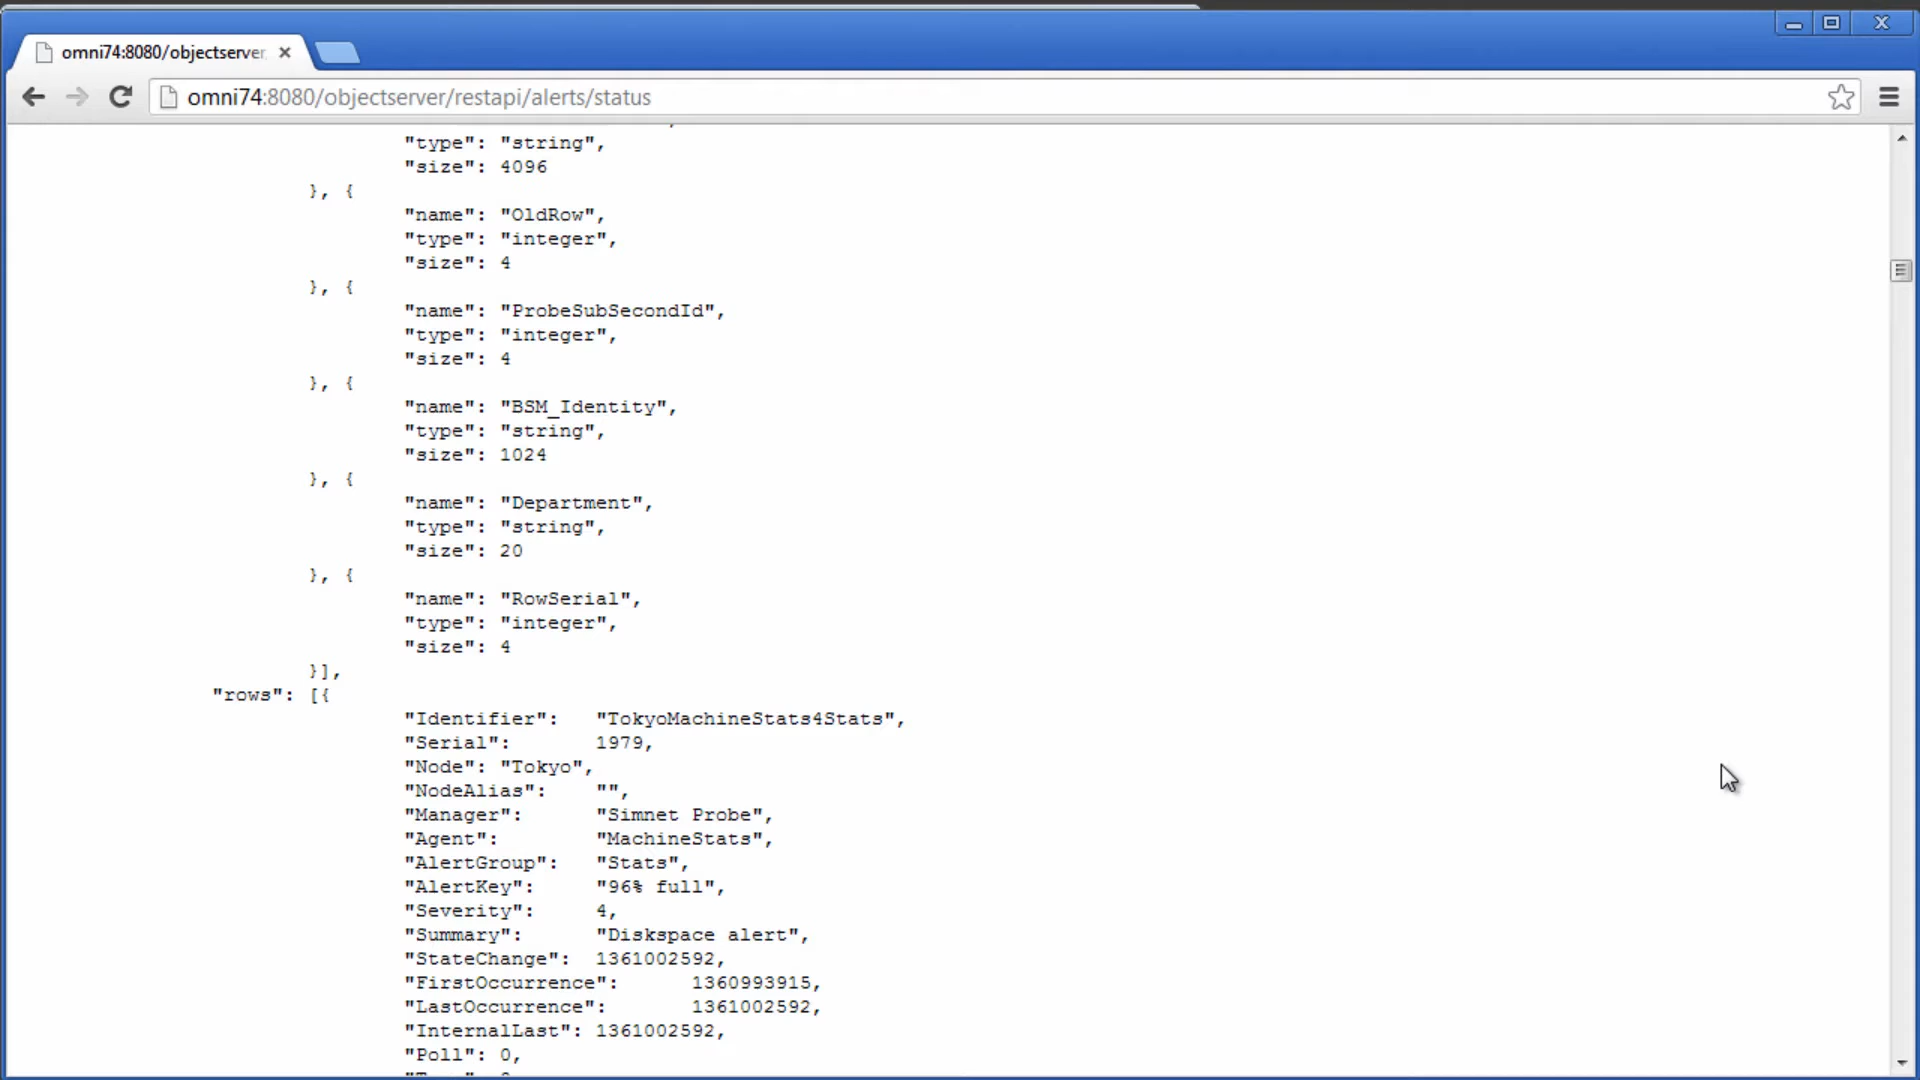 omni74:8080/objectserver
omni74:8080/objectserver/restapi/alerts/status
"type": "string",
"size": 4096
}, {
"name": "OldRow",
"type": "integer",
"size": 4
}, {
"name": "ProbeSubSecondId",
"type": "integer",
"size": 4
}, {
"name": "BSM_Identity",
"type": "string",
"size": 1024
}, {
"name": "Department",
"type": "string",
"size": 20
}, {
"name": "RowSerial",
"type": "integer",
"size": 4
}],
"rows": [{
"Identifier": "TokyoMachineStats4Stats",
"Serial": 1979,
"Node": "Tokyo",
"NodeAlias": "",
"Manager": "Simnet Probe",
"Agent": "MachineStats",
"AlertGroup": "Stats",
"AlertKey": "96% full",
"Severity": 4,
"Summary": "Diskspace alert",
"StateChange": 1361002592,
"FirstOccurrence": 1360993915,
"LastOccurrence": 1361002592,
"InternalLast": 1361002592,
"Poll": 0,